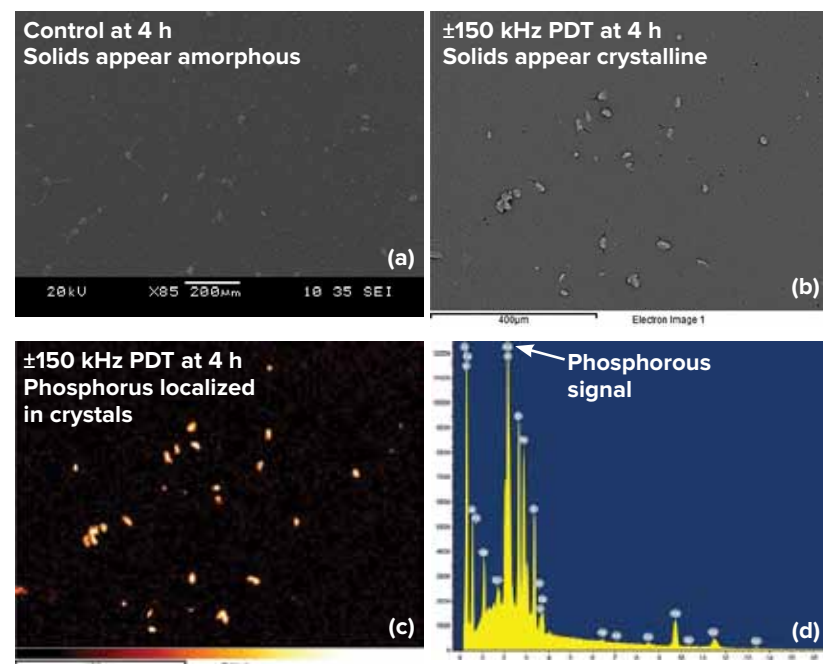 Control at 4 h
Solids appear amorphous
(a)
20kU X85 200µm 10 35 SEI
±150 kHz PDT at 4 h
Solids appear crystalline
(b)
400µm Electron Image 1
±150 kHz PDT at 4 h
Phosphorus localized
in crystals
(c)
Phosphorous
signal
(d)